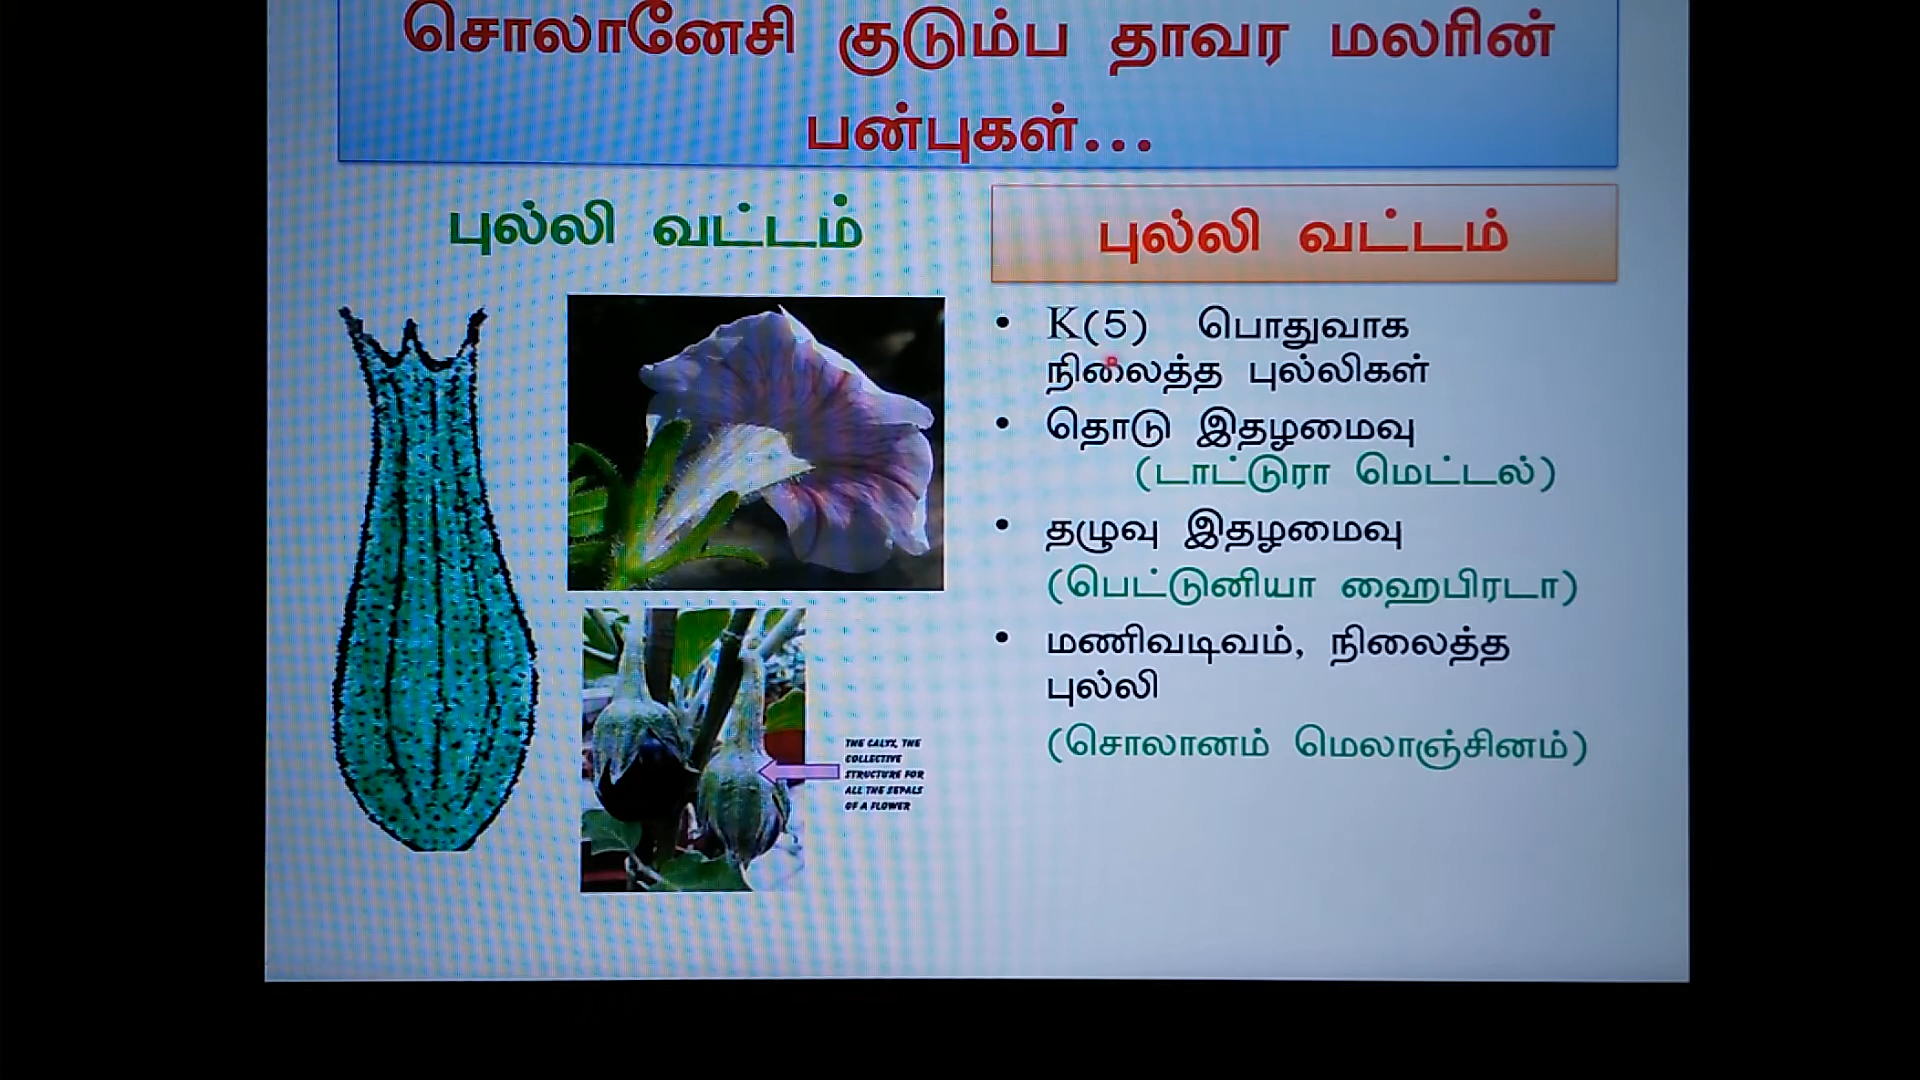 சொலானேசி குடும்ப தாவர மலரின்
பன்புகள்...
புல்லி வட்டம்
THE CALYX, THE
COLLECTIVE
STRUCTURE FOR
ALL THE SEPALS
OF A FLOWER
புல்லி வட்டம்
• K(5) பொதுவாக
நிலைத்த புல்லிகள்
• தொடு இதழமைவு
(டாட்டுரா மெட்டல்)
• தழுவு இதழமைவு
(பெட்டுனியா ஹைபிரடா)
• மணிவடிவம், நிலைத்த
புல்லி
(சொலானம் மெலாஞ்சினம்)